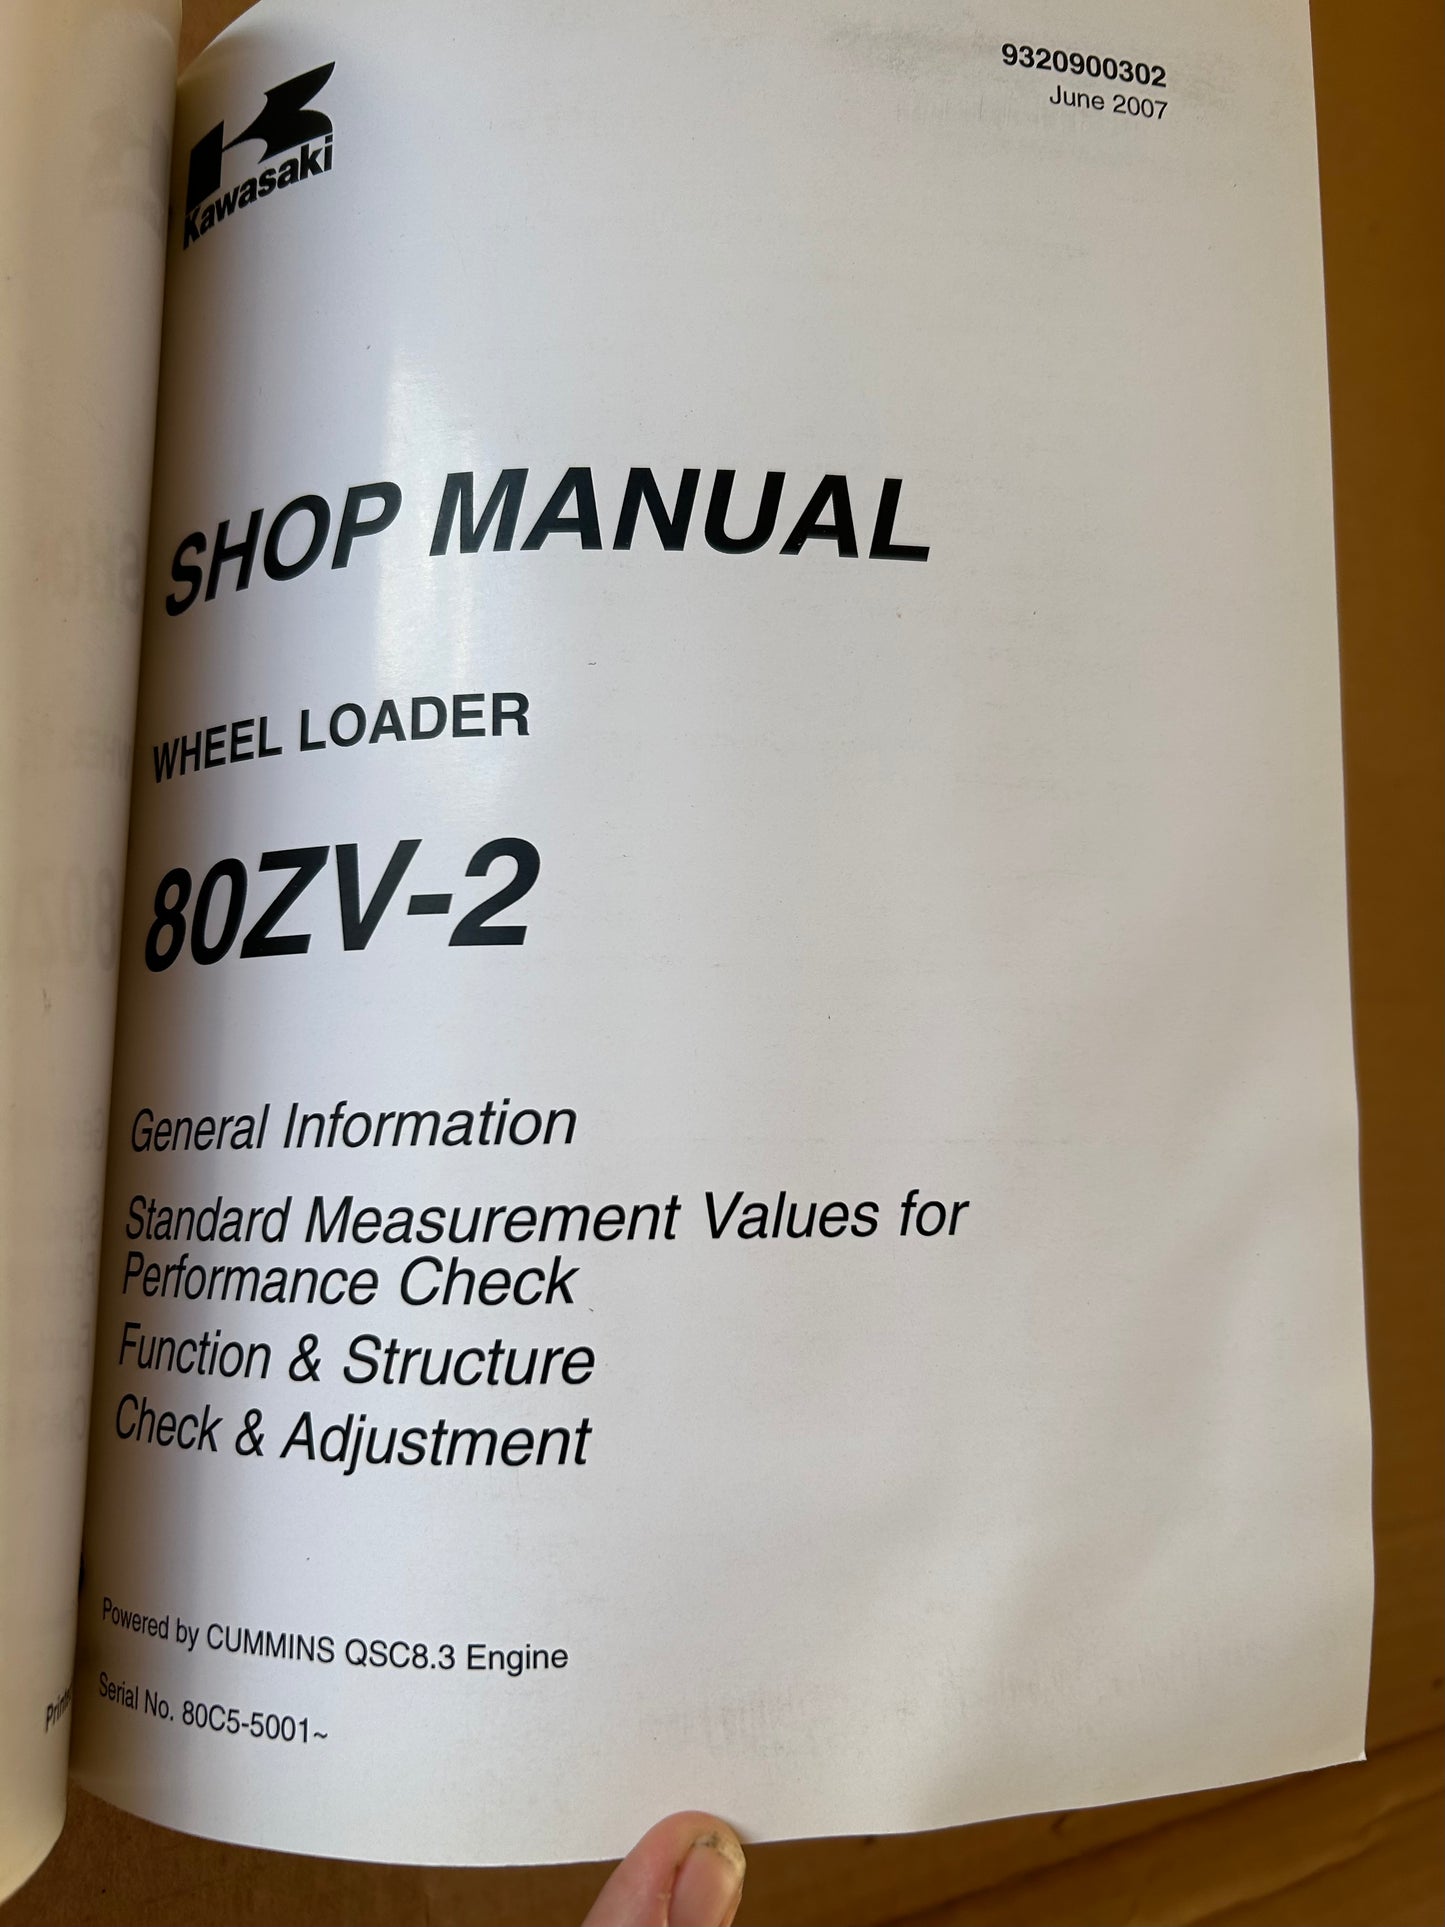 Kawasaki
9320900302
June 2007
SHOP MANUAL
WHEEL LOADER
80ZV-2
General Information
Standard Measurement Values for
Performance Check
Function & Structure
Check & Adjustment
Powered by CUMMINS QSC8.3 Engine
Serial No. 80C5-5001~